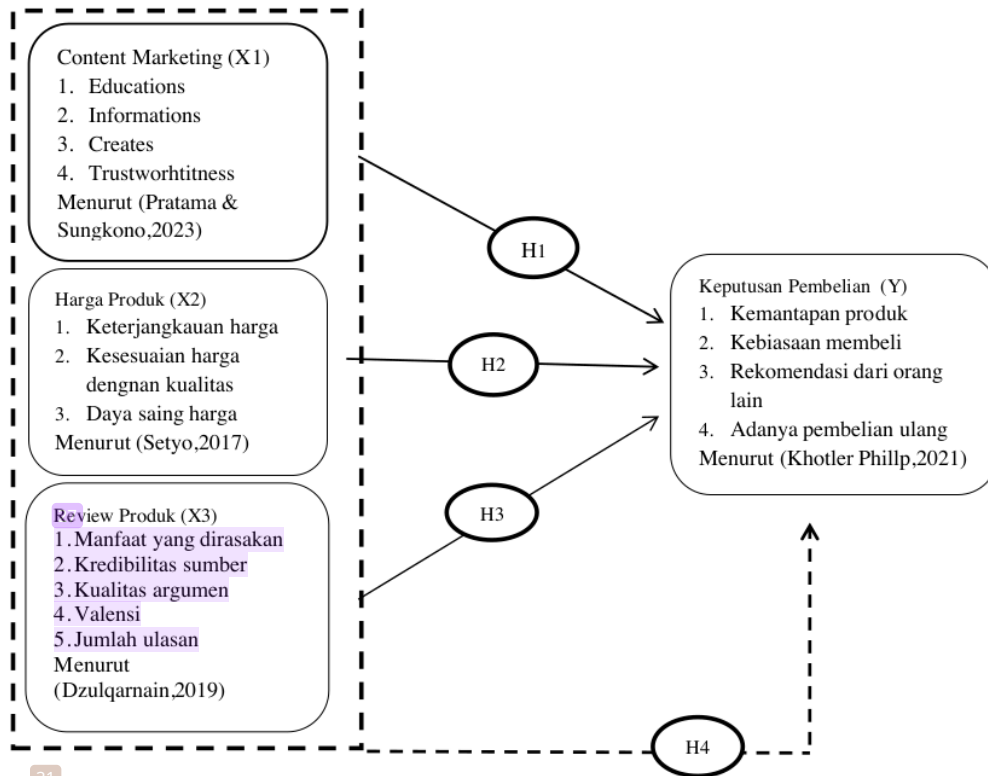 Content Marketing (X1)
1. Educations
2. Informations
3. Creates
4. Trustworhtitness
Menurut (Pratama &
Sungkono,2023)
Harga Produk (X2)
1. Keterjangkauan harga
2. Kesesuaian harga
dengnan kualitas
3. Daya saing harga
Menurut (Setyo,2017)
Review Produk (X3)
1.Manfaat yang dirasakan
2.Kredibilitas sumber
3.Kualitas argumen
4.Valensi
5.Jumlah ulasan
Menurut
(Dzulqarnain,2019)
H1
H2
H3
H4
Keputusan Pembelian (Y)
1. Kemantapan produk
2. Kebiasaan membeli
3. Rekomendasi dari orang
lain
4. Adanya pembelian ulang
Menurut (Khotler Phillp,2021)
21